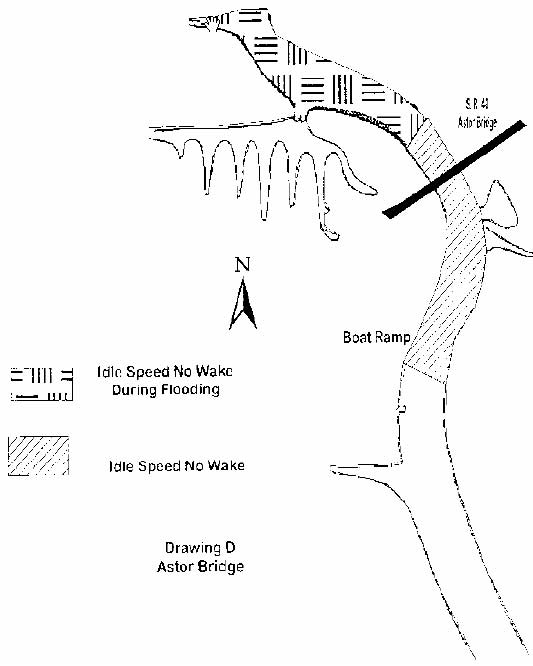 S.R. 40
Astor Bridge
N
Boat Ramp
Idle Speed No Wake
During Flooding
Idle Speed No Wake
Drawing D
Astor Bridge